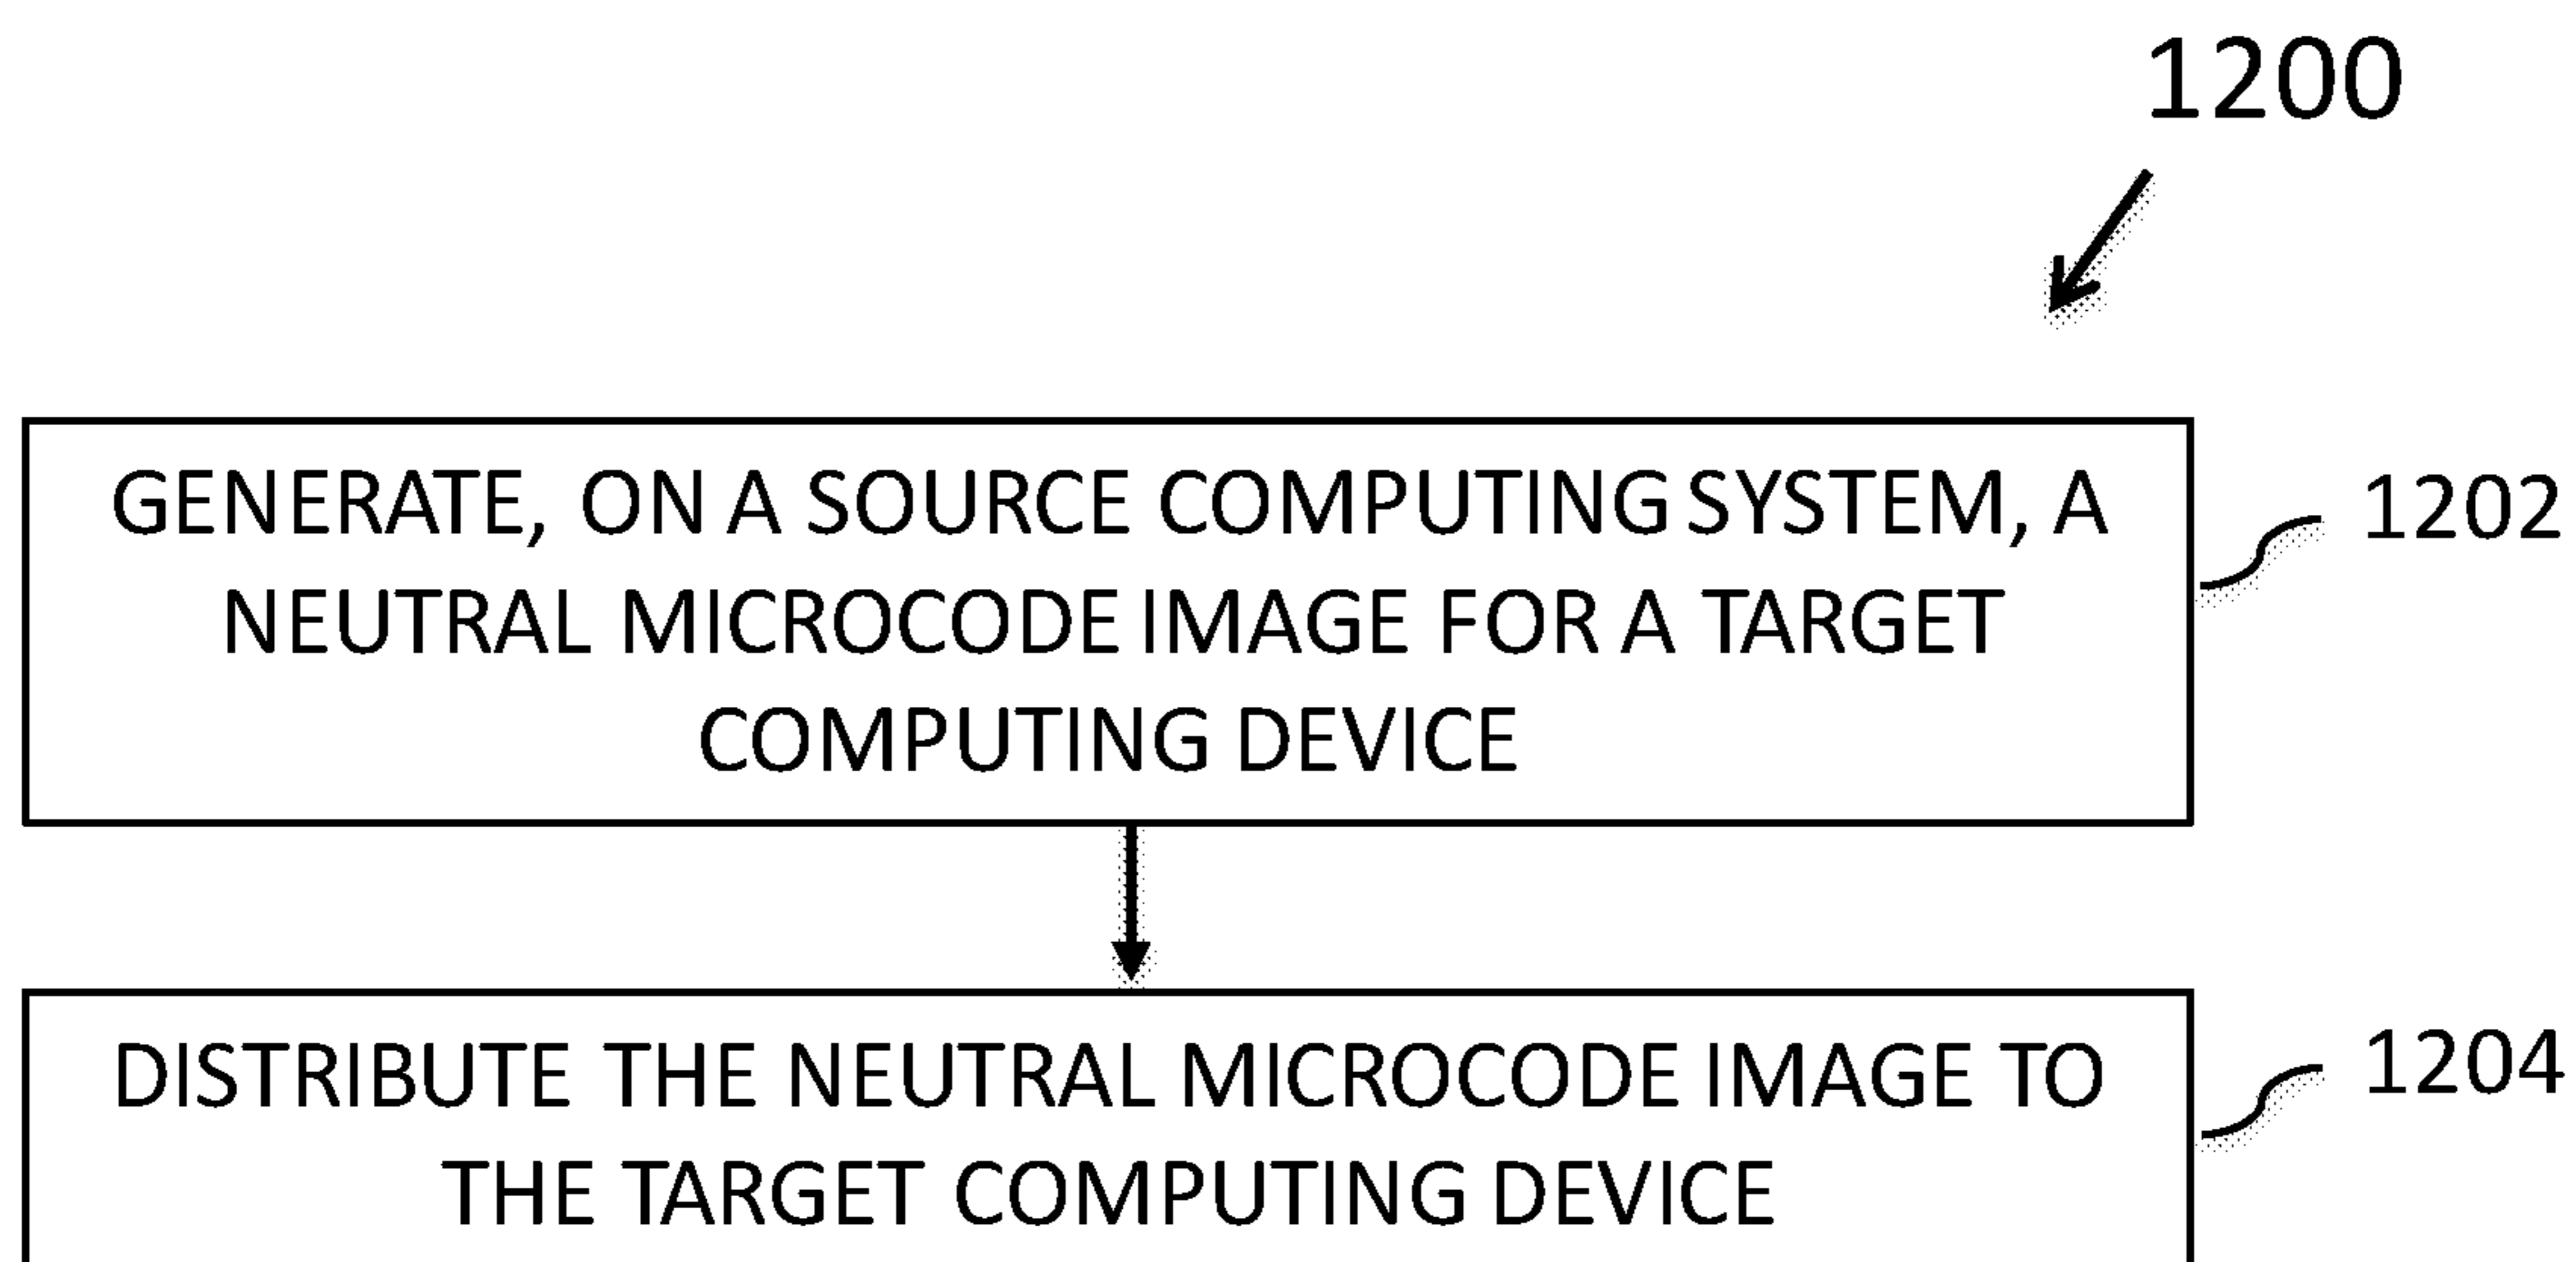 1200
GENERATE, ON A SOURCE COMPUTING SYSTEM, A
NEUTRAL MICROCODE IMAGE FOR A TARGET
COMPUTING DEVICE
1202
DISTRIBUTE THE NEUTRAL MICROCODE IMAGE TO
THE TARGET COMPUTING DEVICE
1204